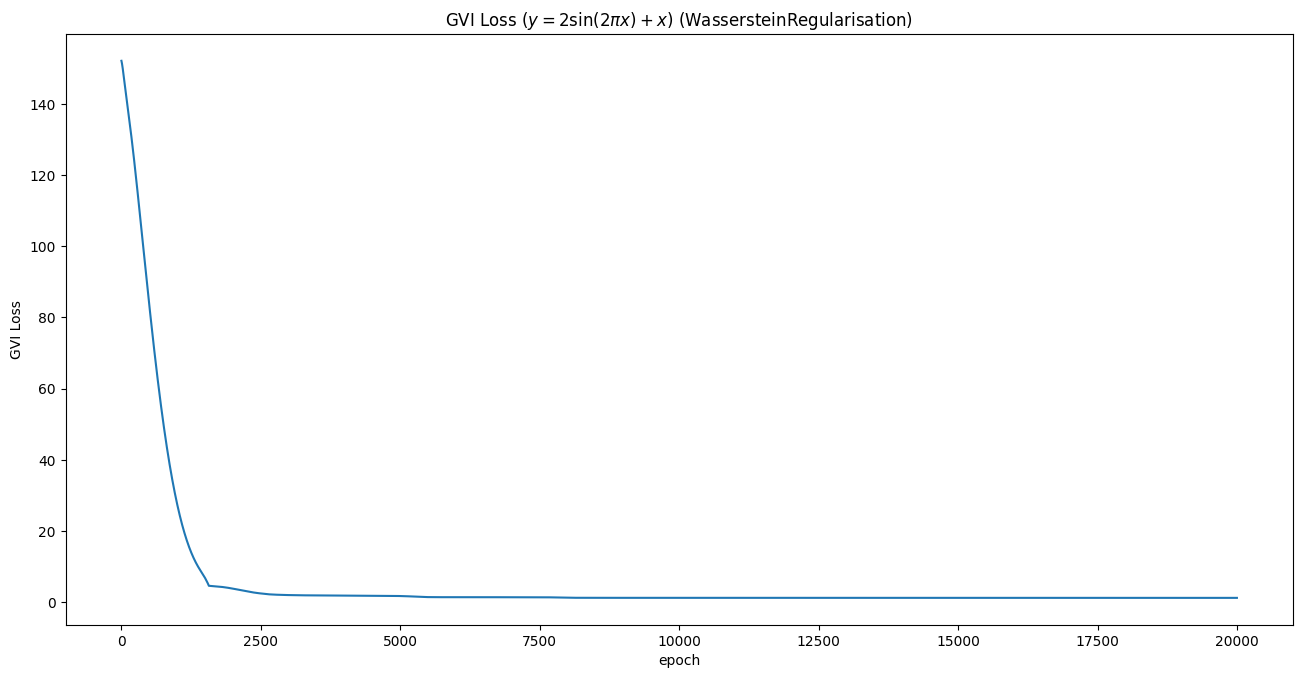 GVI Loss (y = 2sin(2πx) + x) (WassersteinRegularisation)
GVI Loss
140
120
100
80
60
40
20
0
0 2500 5000 7500 10000 12500 15000 17500 20000
epoch